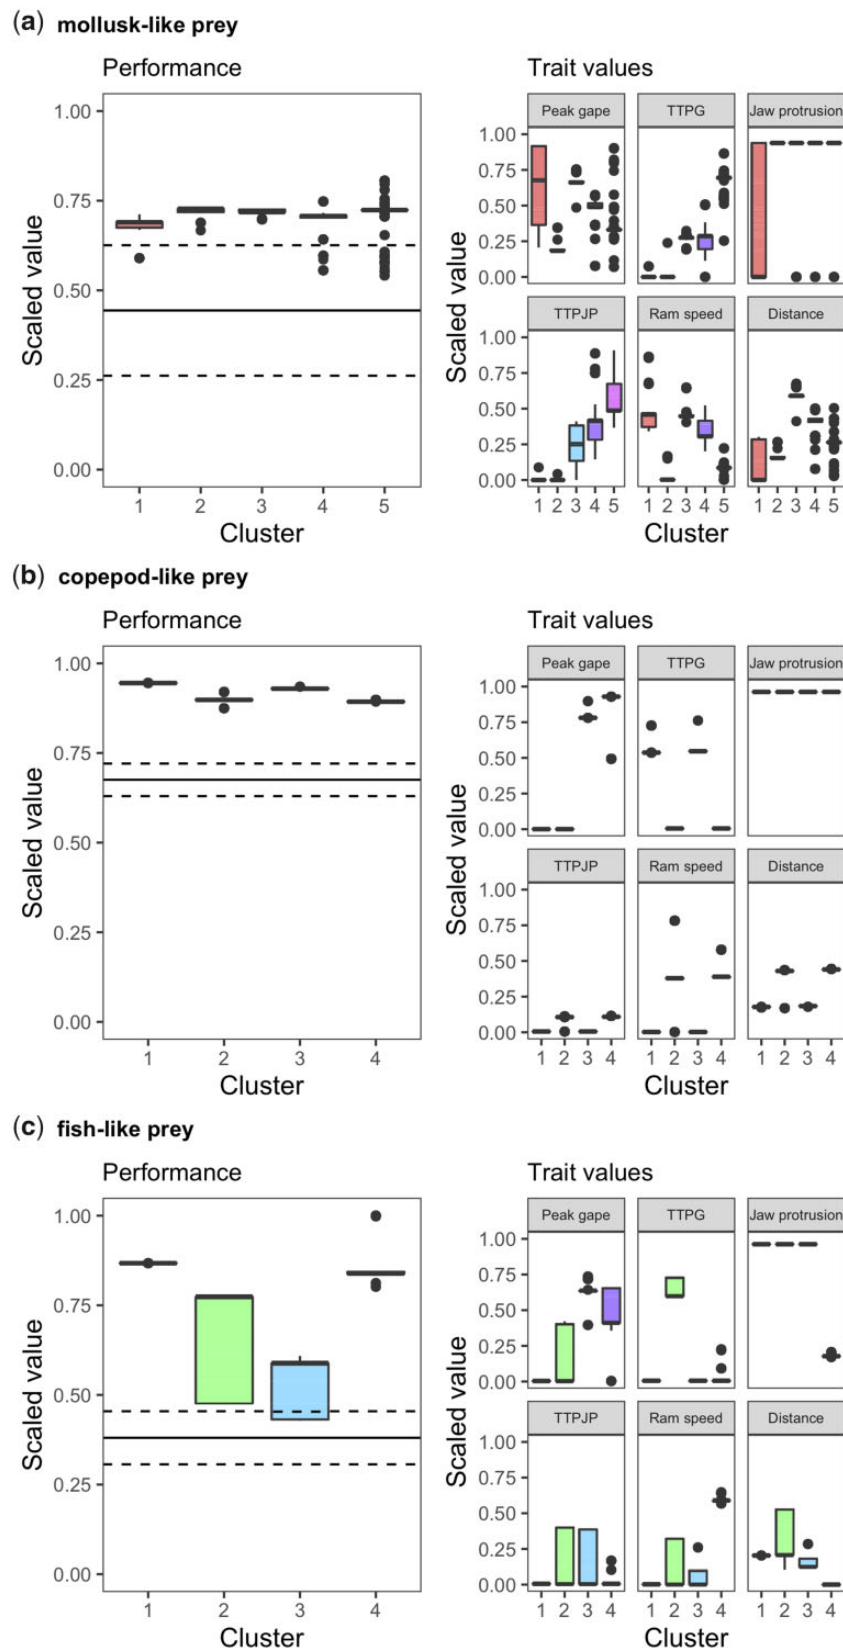 (a) mollusk-like prey
Performance
Scaled value
1.00
0.75
0.50
0.25
0.00
1 2 3 4 5
Cluster
Trait values
Scaled value
Peak gape TTPG Jaw protrusion
1.00
0.75
0.50
0.25
0.00
TTPJP Ram speed Distance
1.00
0.75
0.50
0.25
0.00
1 2 3 4 5 1 2 3 4 5 1 2 3 4 5
Cluster
(b) copepod-like prey
Performance
Scaled value
1.00
0.75
0.50
0.25
0.00
1 2 3 4
Cluster
Trait values
Scaled value
Peak gape TTPG Jaw protrusion
1.00
0.75
0.50
0.25
0.00
TTPJP Ram speed Distance
1.00
0.75
0.50
0.25
0.00
1 2 3 4 1 2 3 4 1 2 3 4
Cluster
(c) fish-like prey
Performance
Scaled value
1.00
0.75
0.50
0.25
0.00
1 2 3 4
Cluster
Trait values
Scaled value
Peak gape TTPG Jaw protrusion
1.00
0.75
0.50
0.25
0.00
TTPJP Ram speed Distance
1.00
0.75
0.50
0.25
0.00
1 2 3 4 1 2 3 4 1 2 3 4
Cluster